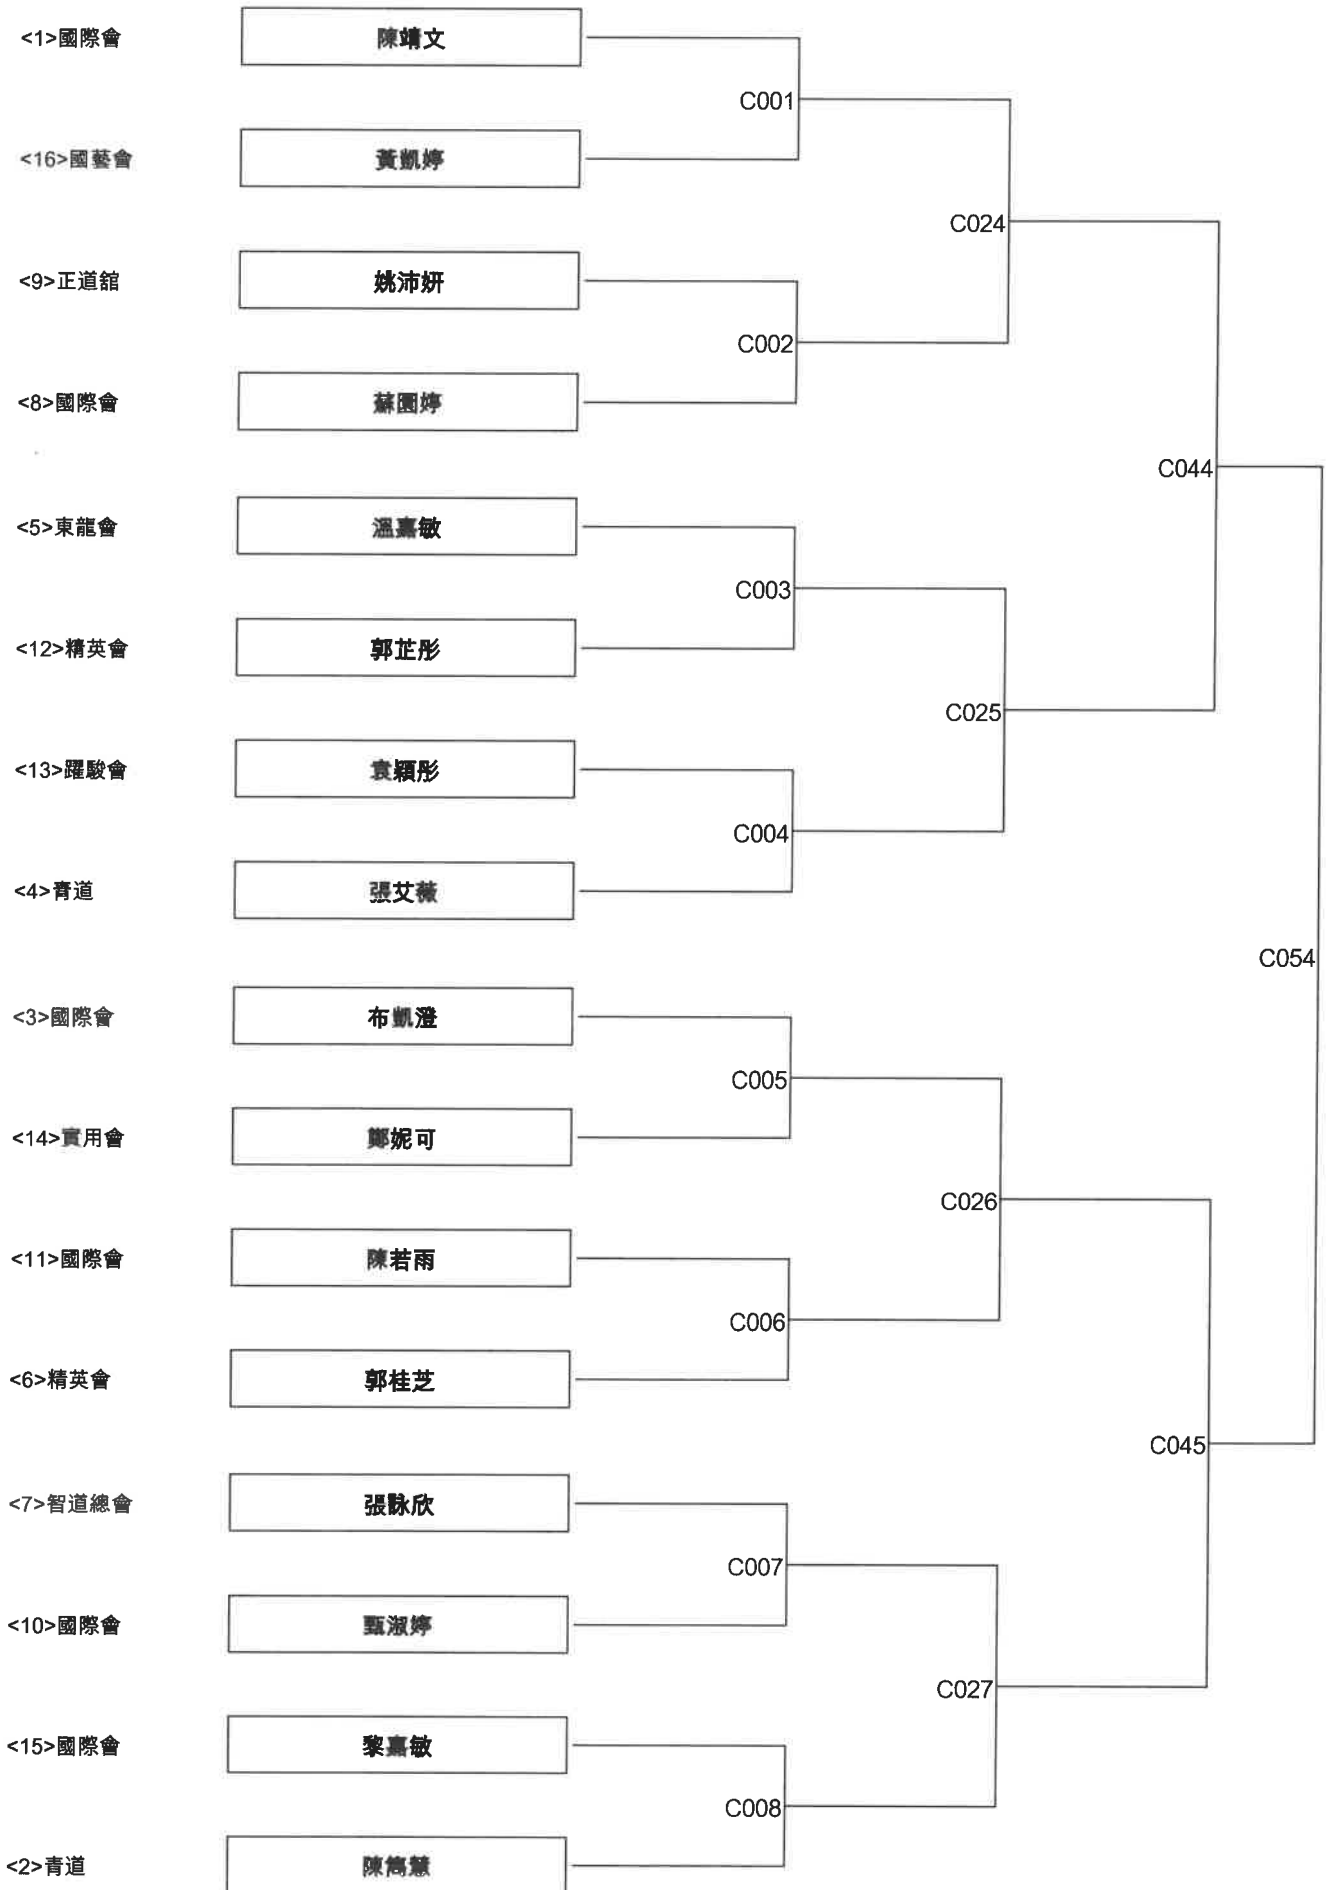 <1>國際會 陳靖文
C001
<16>國藝會 黃凱婷
C024
<9>正道舘 姚沛妍
C002
<8>國際會 蘇園婷
C044
<5>東龍會 溫嘉敏
C003
<12>精英會 郭芷彤
C025
<13>躍駿會 袁穎彤
C004
<4>青道 張艾薇
C054
<3>國際會 布凱澄
C005
<14>實用會 鄭妮可
C026
<11>國際會 陳若雨
C006
<6>精英會 郭桂芝
C045
<7>智道總會 張詠欣
C007
<10>國際會 甄淑婷
C027
<15>國際會 黎嘉敏
C008
<2>青道 陳雋慧